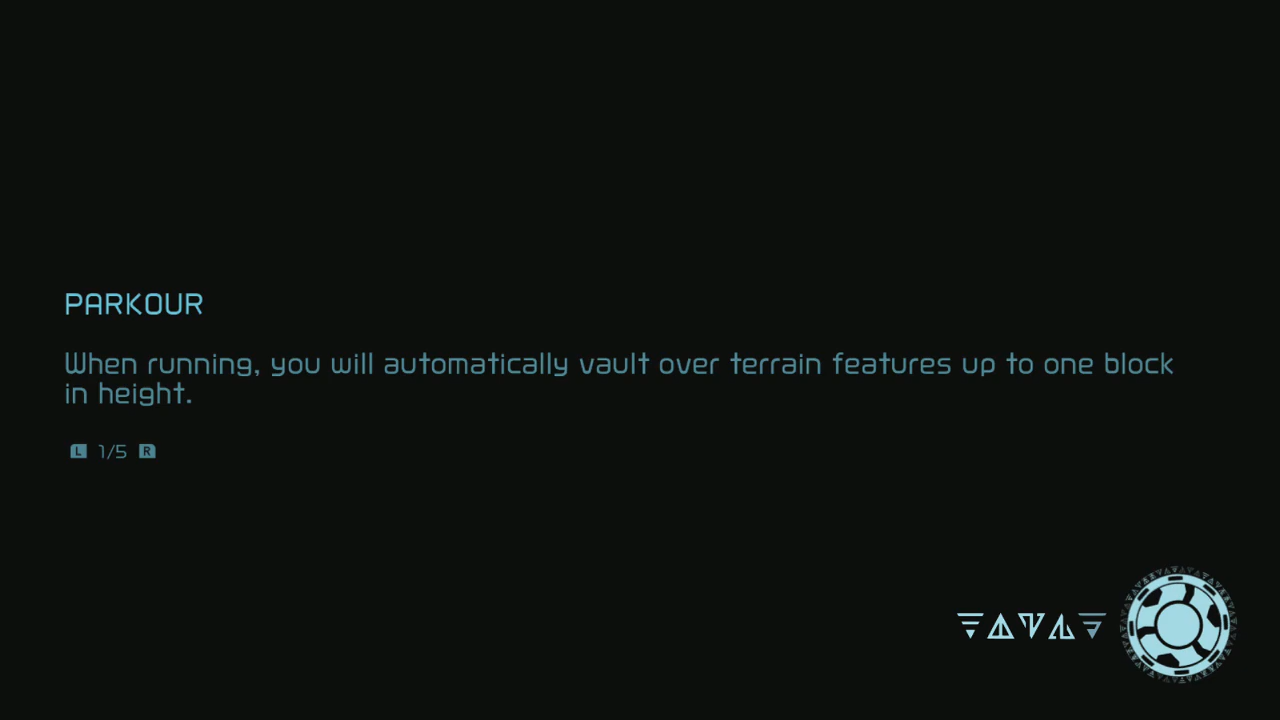 PARKOUR
When running, you will automatically vault over terrain features up to one block
in height.
L 1/5 R